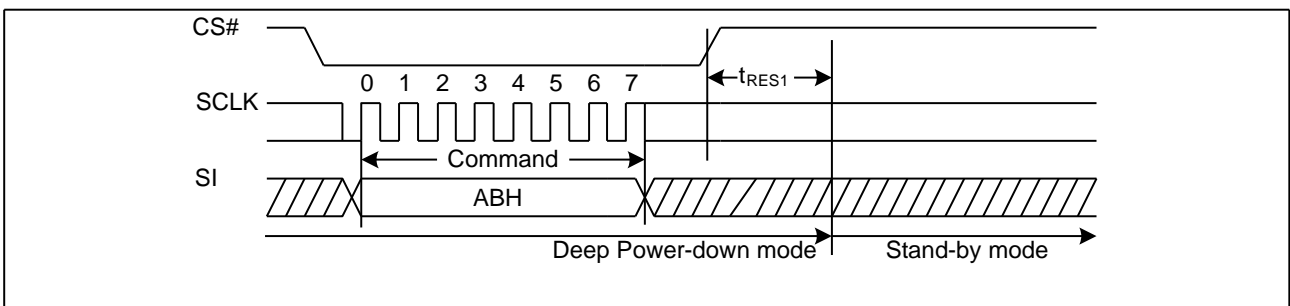 CS#
tRES1
0 1 2 3 4 5 6 7
SCLK
Command
SI
ABH
Deep Power-down mode Stand-by mode